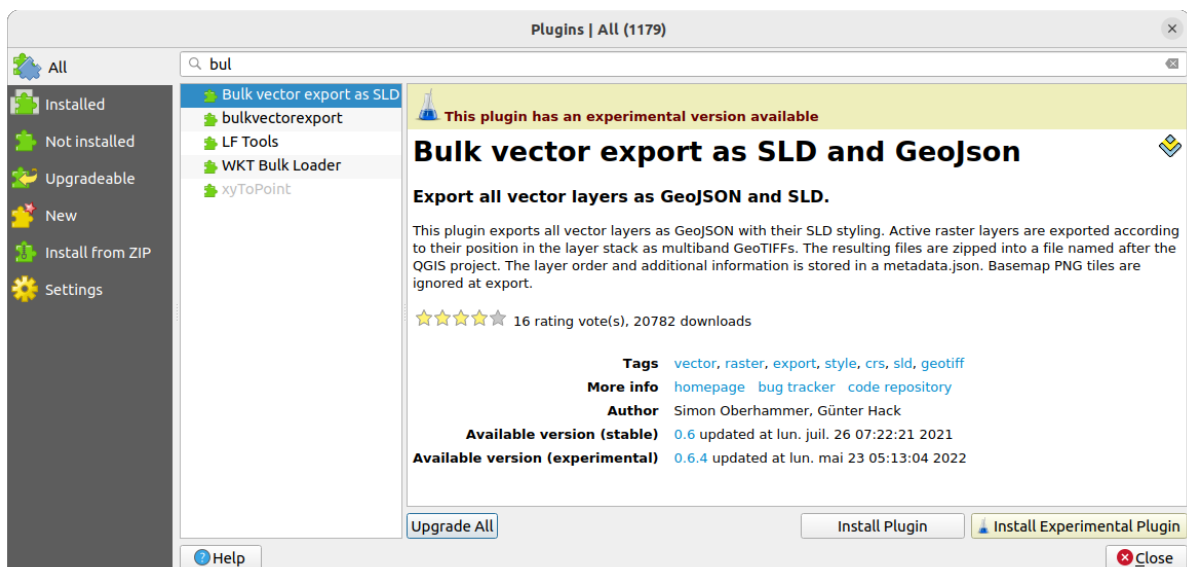 Plugins | All (1179)
All
Installed
Not installed
Upgradeable
New
Install from ZIP
Settings
bul
Bulk vector export as SLD
bulkvectorexport
LF Tools
WKT Bulk Loader
xyToPoint
This plugin has an experimental version available
Bulk vector export as SLD and GeoJson
Export all vector layers as GeoJSON and SLD.
This plugin exports all vector layers as GeoJSON with their SLD styling. Active raster layers are exported according
to their position in the layer stack as multiband GeoTIFFs. The resulting files are zipped into a file named after the
QGIS project. The layer order and additional information is stored in a metadata.json. Basemap PNG tiles are
ignored at export.
16 rating vote(s), 20782 downloads
Tags vector, raster, export, style, crs, sld, geotiff
More info homepage bug tracker code repository
Author Simon Oberhammer, Günter Hack
Available version (stable) 0.6 updated at lun. juil. 26 07:22:21 2021
Available version (experimental) 0.6.4 updated at lun. mai 23 05:13:04 2022
Upgrade All
Install Plugin
Install Experimental Plugin
Help
Close